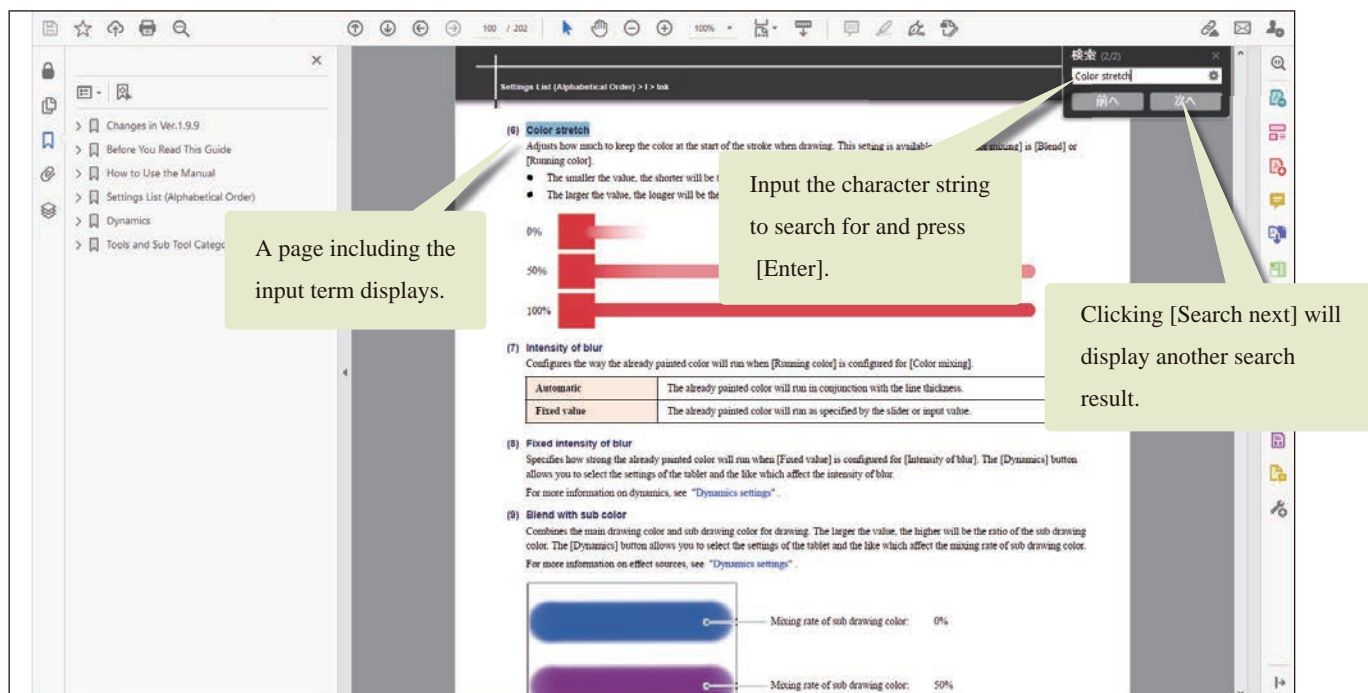 100 / 202
100%
検索 (2/2)
Color stretch
前へ
次へ
Changes in Ver.1.9.9
Before You Read This Guide
How to Use the Manual
Settings List (Alphabetical Order)
Dynamics
Tools and Sub Tool
Settings List (Alphabetical Order) > I > Ink
(6) Color stretch
Adjusts how much to keep the color at the start of the stroke when drawing. This seting is available mixing] is [Blend] or
[Running color].
The smaller the value, the shorter will be
The larger the value, the longer will be the
0%
50%
100%
A page including the
input term displays.
Input the character string
to search for and press
[Enter].
Clicking [Search next] will
display another search
result.
(7) Intensity of blur
Configures the way the already painted color will run when [Running color] is configured for [Color mixing].
Automatic The already painted color will run in conjunction with the line thickness.
Fixed value The already painted color will run as specified by the slider or input value.
(8) Fixed intensity of blur
Specifies how strong the already painted color will run when [Fixed value] is configured for [Intensity of blur]. The [Dynamics] button
allows you to select the settings of the tablet and the like which affect the intensity of blur.
For more information on dynamics, see "Dynamics settings" .
(9) Blend with sub color
Combines the main drawing color and sub drawing color for drawing. The larger the value, the higher will be the ratio of the sub drawing
color. The [Dynamics] button allows you to select the settings of the tablet and the like which affect the mixing rate of sub drawing color.
For more information on effect sources, see "Dynamics settings" .
Mixing rate of sub drawing color: 0%
Mixing rate of sub drawing color: 50%